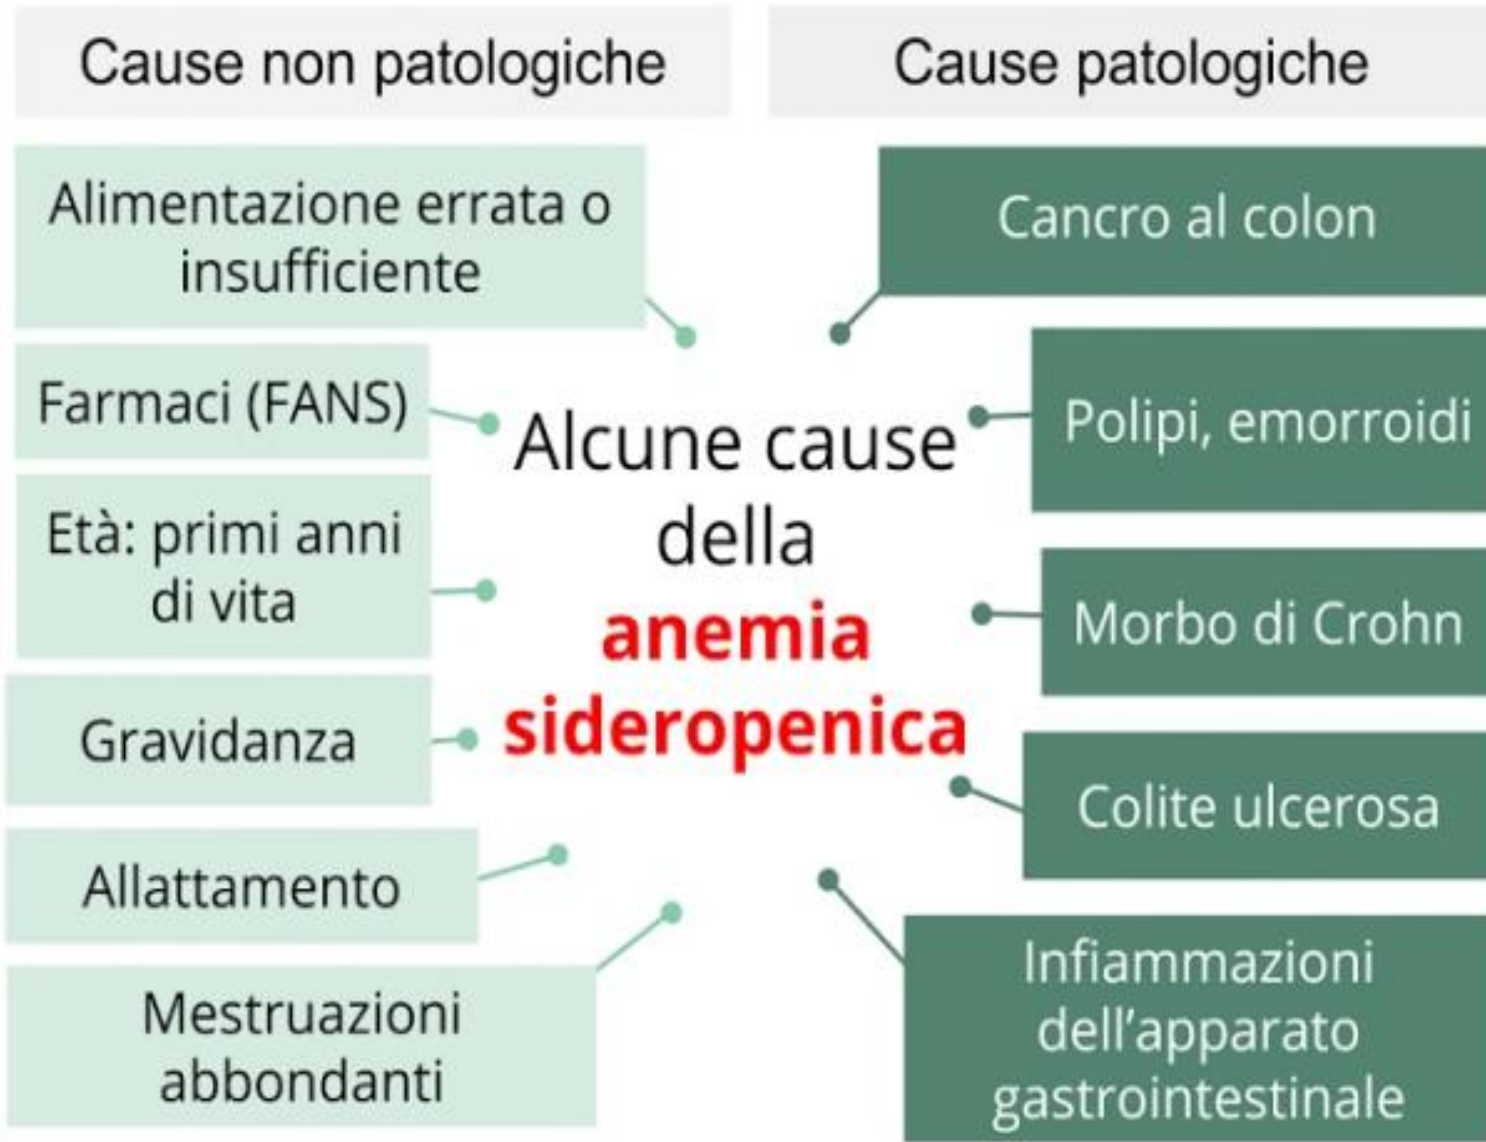 Cause non patologiche
Cause patologiche
Alimentazione errata o
insufficiente
Farmaci (FANS)
Età: primi anni
di vita
Gravidanza
Allattamento
Mestruazioni
abbondanti
Alcune cause
della
anemia
sideropenica
Cancro al colon
Polipi, emorroidi
Morbo di Crohn
Colite ulcerosa
Infiammazioni
dell'apparato
gastrointestinale